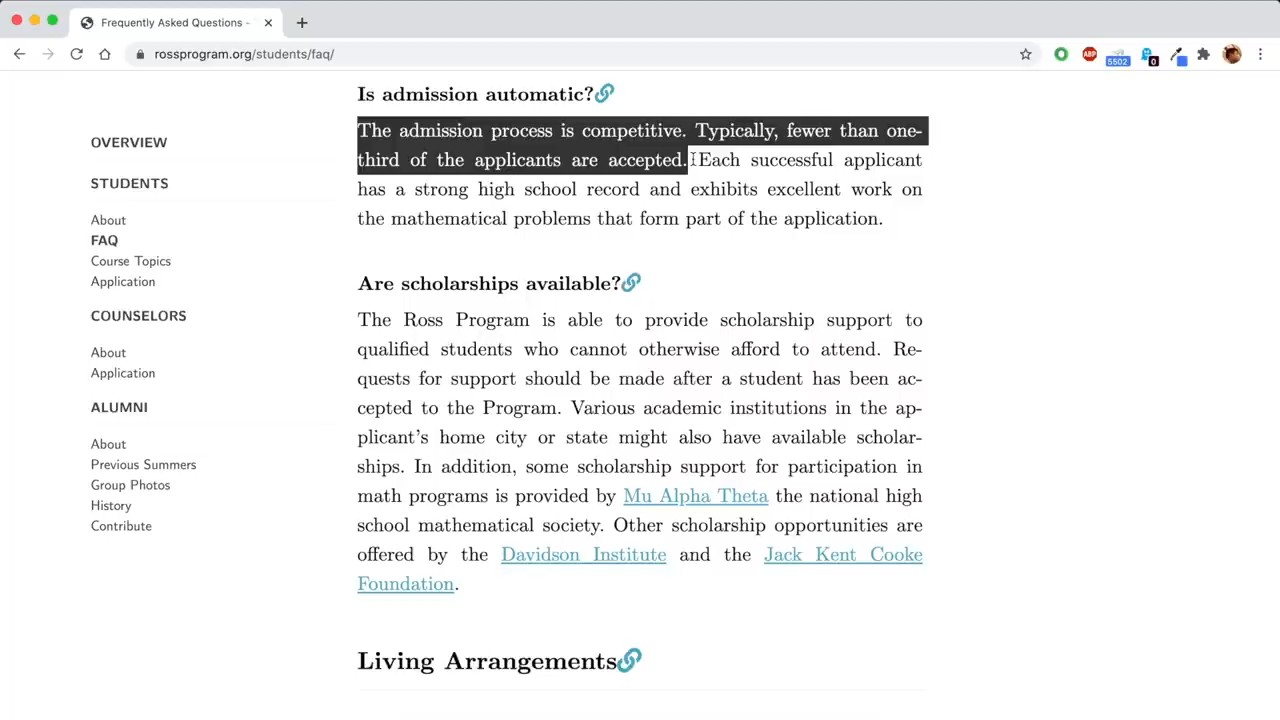 Frequently Asked Questions -
rossprogram.org/students/faq/
ABP
5502
0
OVERVIEW
STUDENTS
About
FAQ
Course Topics
Application
COUNSELORS
About
Application
ALUMNI
About
Previous Summers
Group Photos
History
Contribute
Is admission automatic?
The admission process is competitive. Typically, fewer than one-
third of the applicants are accepted. Each successful applicant
has a strong high school record and exhibits excellent work on
the mathematical problems that form part of the application.
Are scholarships available?
The Ross Program is able to provide scholarship support to
qualified students who cannot otherwise afford to attend. Re-
quests for support should be made after a student has been ac-
cepted to the Program. Various academic institutions in the ap-
plicant's home city or state might also have available scholar-
ships. In addition, some scholarship support for participation in
math programs is provided by Mu Alpha Theta the national high
school mathematical society. Other scholarship opportunities are
offered by the Davidson Institute and the Jack Kent Cooke
Foundation.
Living Arrangements